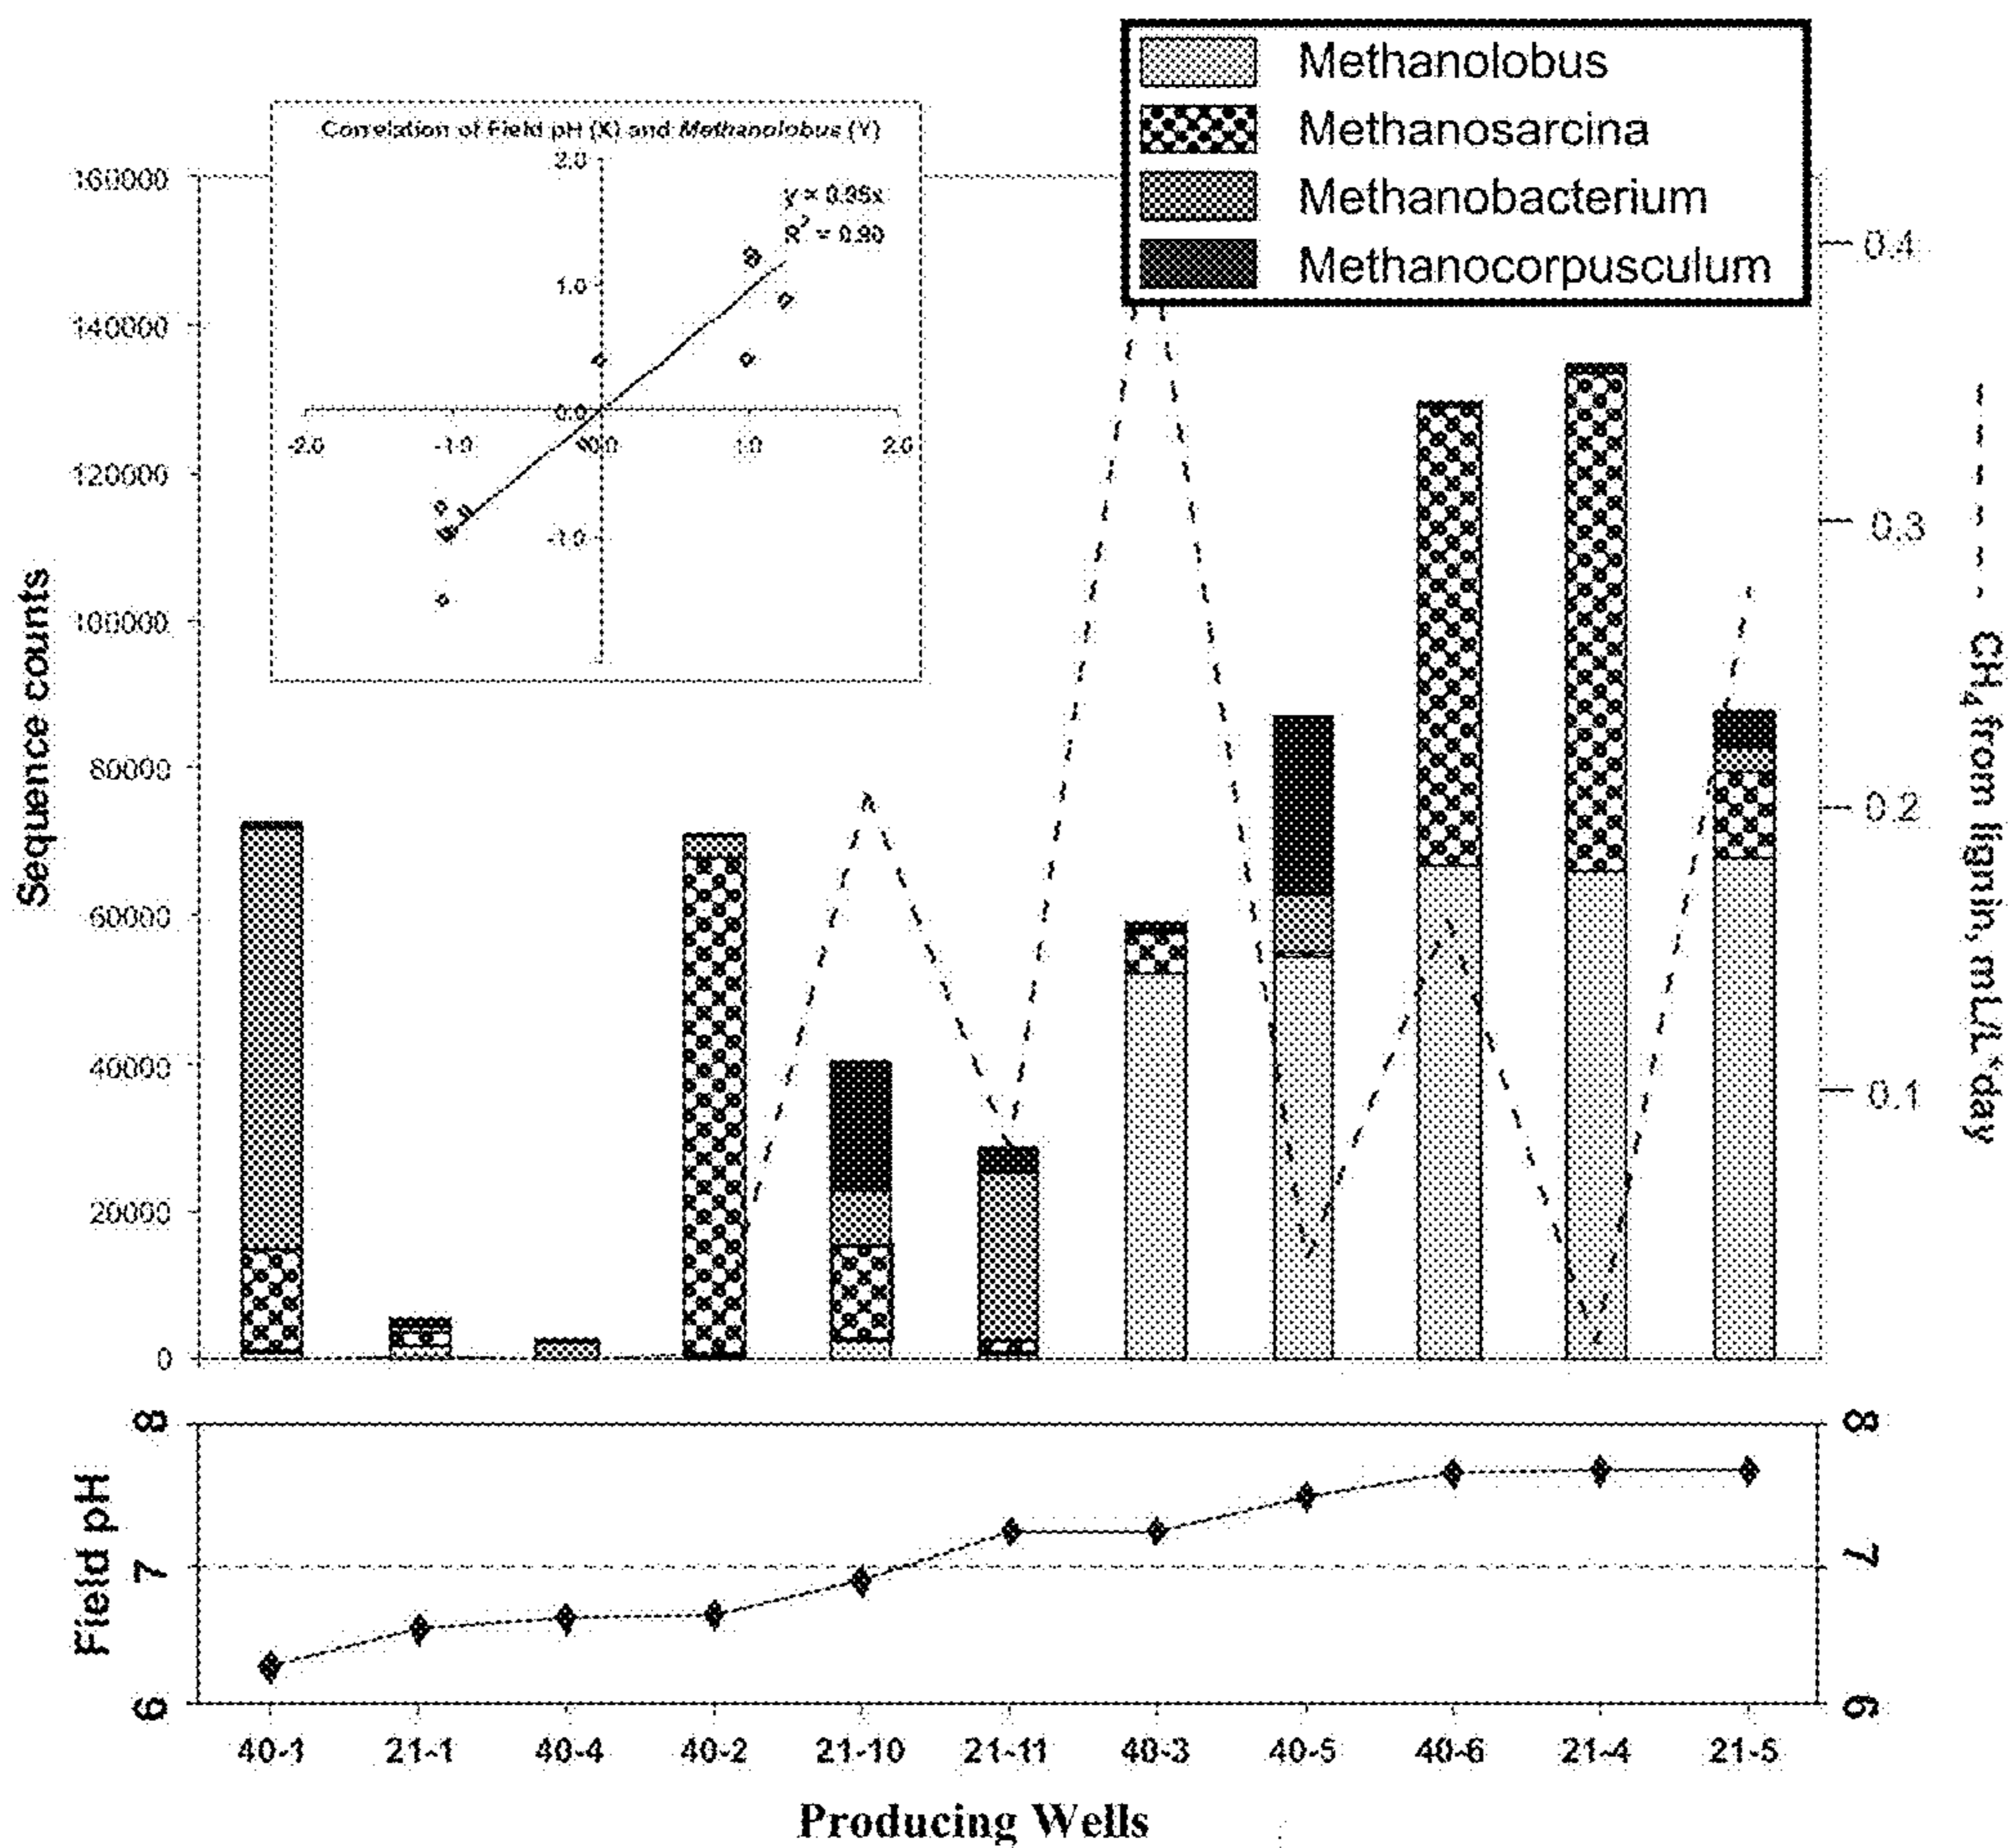 Methanolobus
Methanosarcina
Methanobacterium
Methanocorpusculum
Correlation of Field pH (X) and Methanolobus (Y)
2.0
y = 0.95x
R² = 0.90
1.0
0.0
-2.0
-1.0
0.0
1.0
2.0
-1.0
160000
140000
120000
100000
80000
60000
40000
20000
0
Sequence counts
0.4
0.3
0.2
0.1
CH₄ from lignin, mL/L*day
8
7
6
Field pH
8
7
6
40-1 21-1 40-4 40-2 21-10 21-11 40-3 40-5 40-6 21-4 21-5
Producing Wells